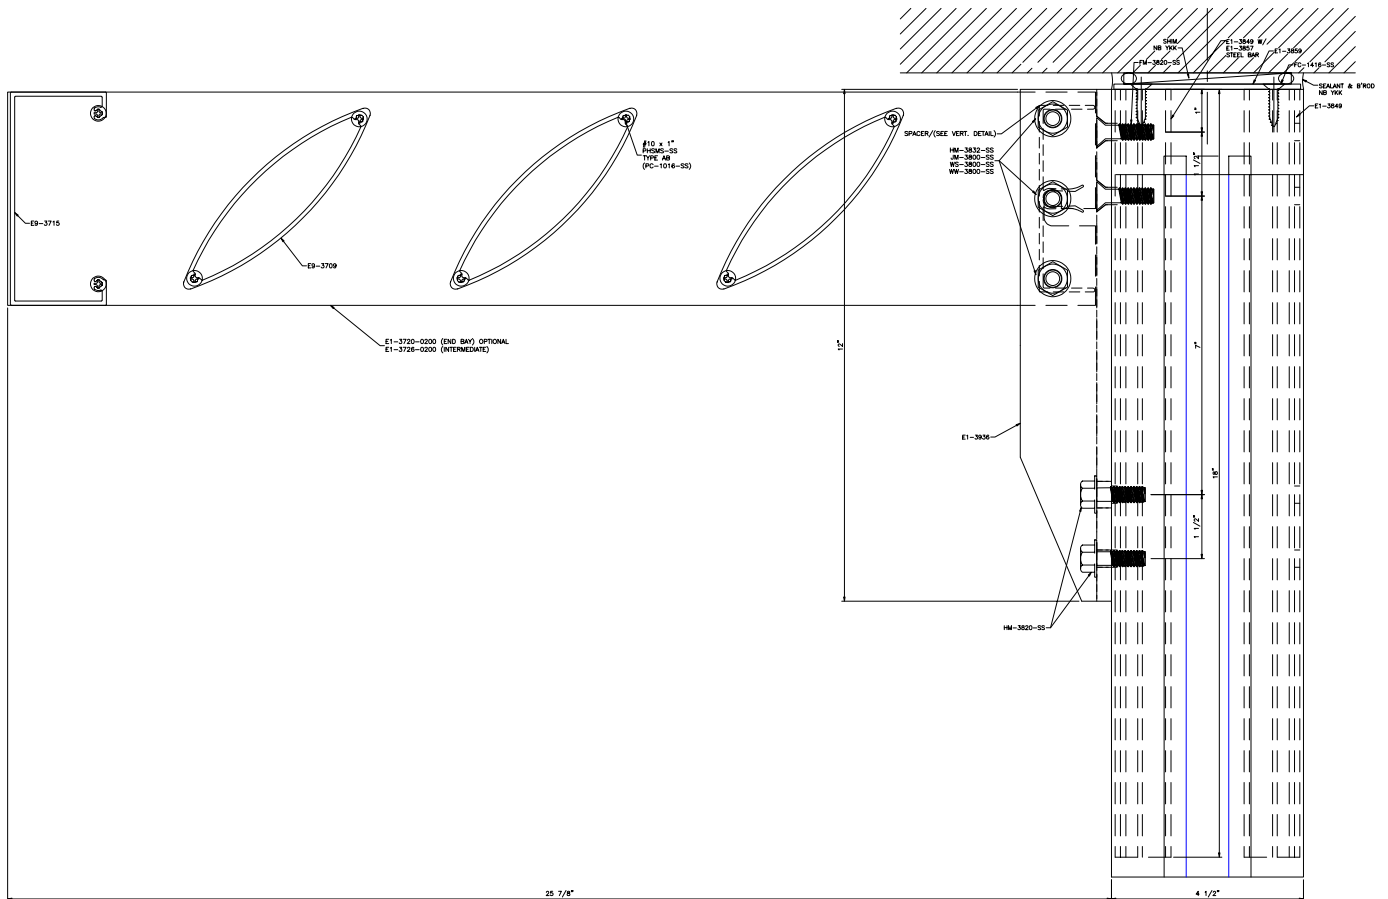 SHIM
NB YKK
E1-3849 W/
E1-3857
STEEL BAR
FM-3820-SS
E1-3859
FC-1416-SS
SEALANT & B'ROD
NB YKK
E1-3849
#10 x 1"
PHSMS-SS
TYPE AB
(PC-1016-SS)
SPACER/(SEE VERT. DETAIL)
HM-3832-SS
JM-3800-SS
WS-3800-SS
WW-3800-SS
1"
1 1/2"
E9-3715
E9-3709
E1-3720-0200 (END BAY) OPTIONAL
E1-3726-0200 (INTERMEDIATE)
12"
7"
E1-3936
18"
1 1/2"
HM-3820-SS
25 7/8"
4 1/2"